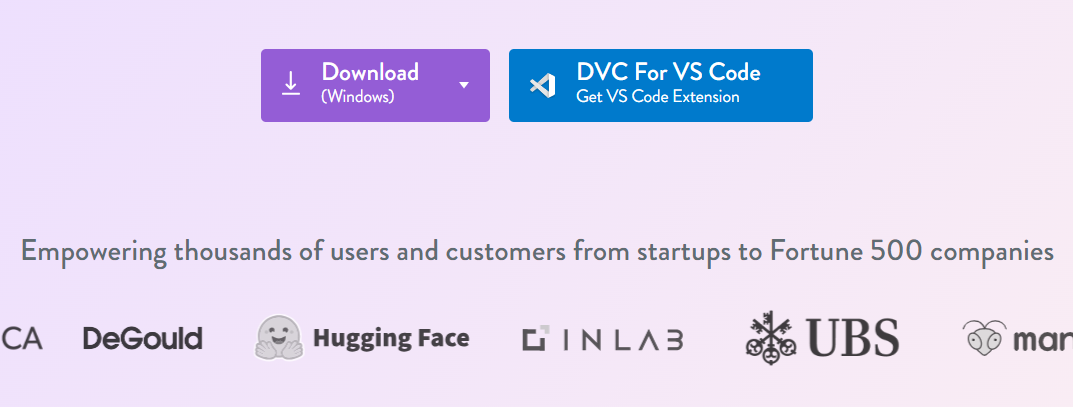 Download
(Windows)
DVC For VS Code
Get VS Code Extension
Empowering thousands of users and customers from startups to Fortune 500 companies
CA
DeGould
Hugging Face
INLAB
UBS
man